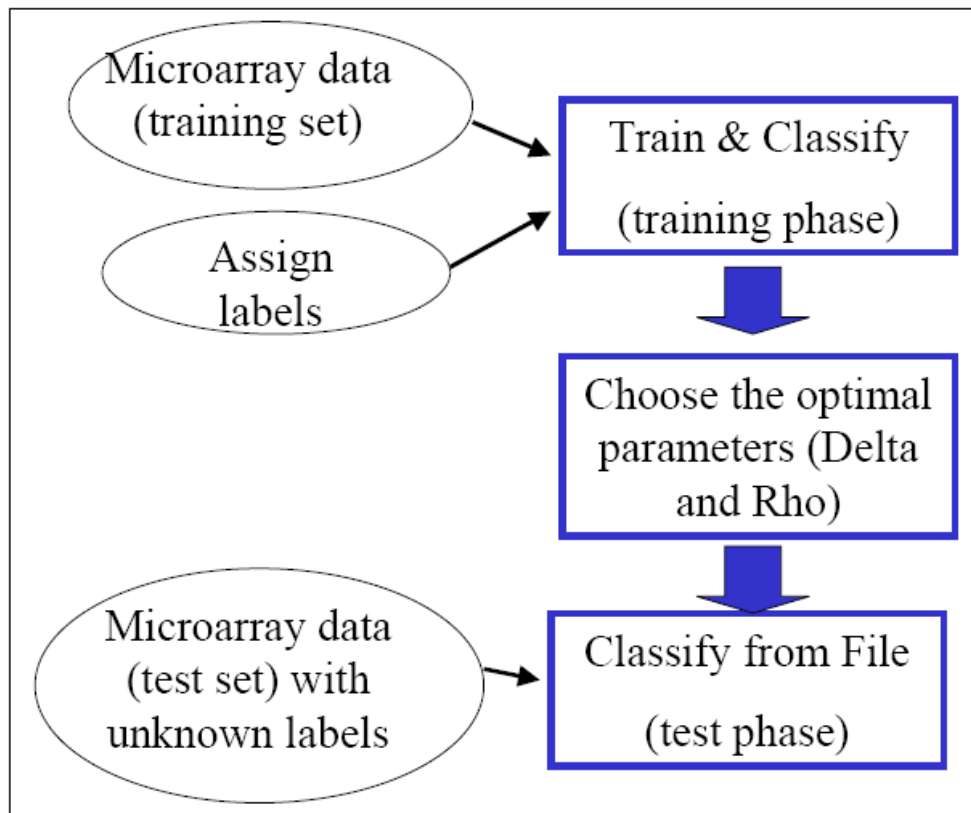 Microarray data
(training set)
Assign
labels
Train & Classify
(training phase)
Choose the optimal
parameters (Delta
and Rho)
Microarray data
(test set) with
unknown labels
Classify from File
(test phase)